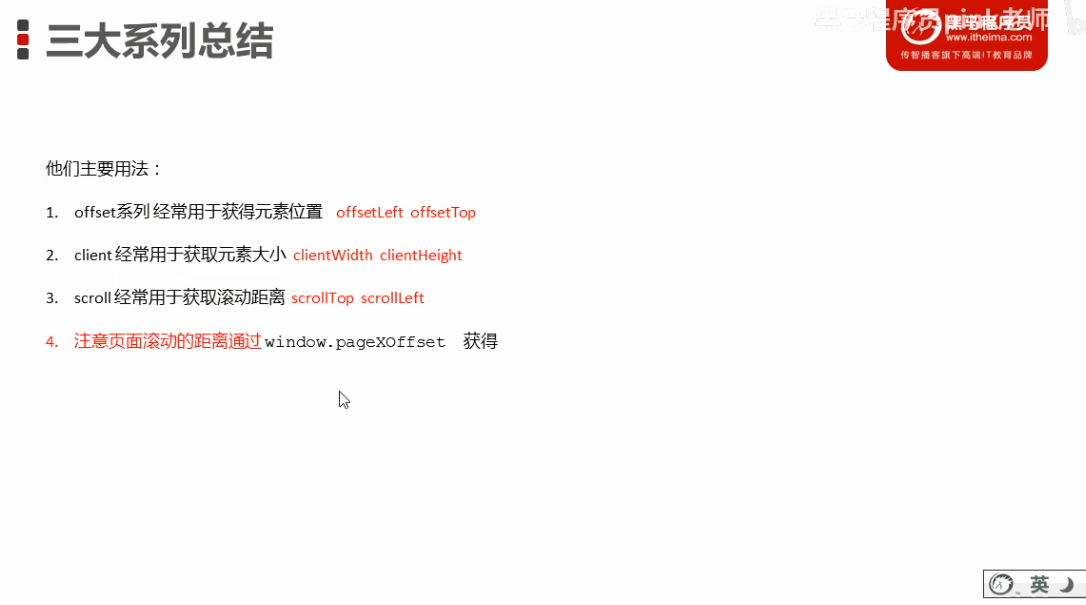 三大系列总结
黑马程序员pink老师
黑马程序员
www.itheima.com
传智播客旗下高端IT教育品牌
他们主要用法：
1. offset系列 经常用于获得元素位置 offsetLeft offsetTop
2. client 经常用于获取元素大小 clientWidth clientHeight
3. scroll 经常用于获取滚动距离 scrollTop scrollLeft
4. 注意页面滚动的距离通过 window.pageXOffset 获得
英